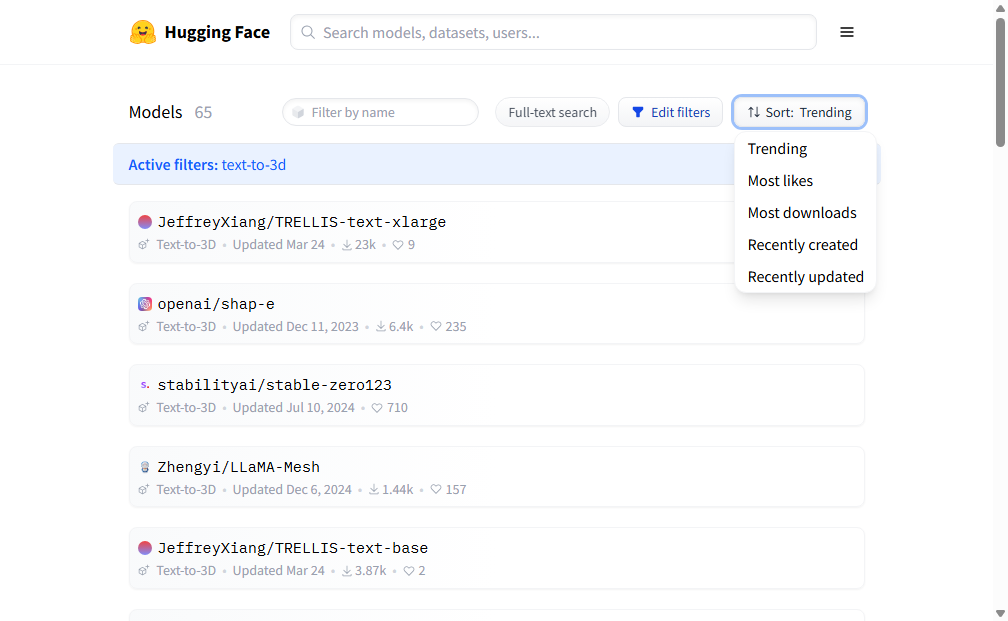 Hugging Face
Search models, datasets, users...
Models 65
Filter by name
Full-text search
Edit filters
Sort: Trending
Trending
Most likes
Most downloads
Recently created
Recently updated
Active filters: text-to-3d
JeffreyXiang/TRELLIS-text-xlarge
Text-to-3D • Updated Mar 24 • 23k • 9
openai/shap-e
Text-to-3D • Updated Dec 11, 2023 • 6.4k • 235
s. stabilityai/stable-zero123
Text-to-3D • Updated Jul 10, 2024 • 710
Zhengyi/LLaMA-Mesh
Text-to-3D • Updated Dec 6, 2024 • 1.44k • 157
JeffreyXiang/TRELLIS-text-base
Text-to-3D • Updated Mar 24 • 3.87k • 2